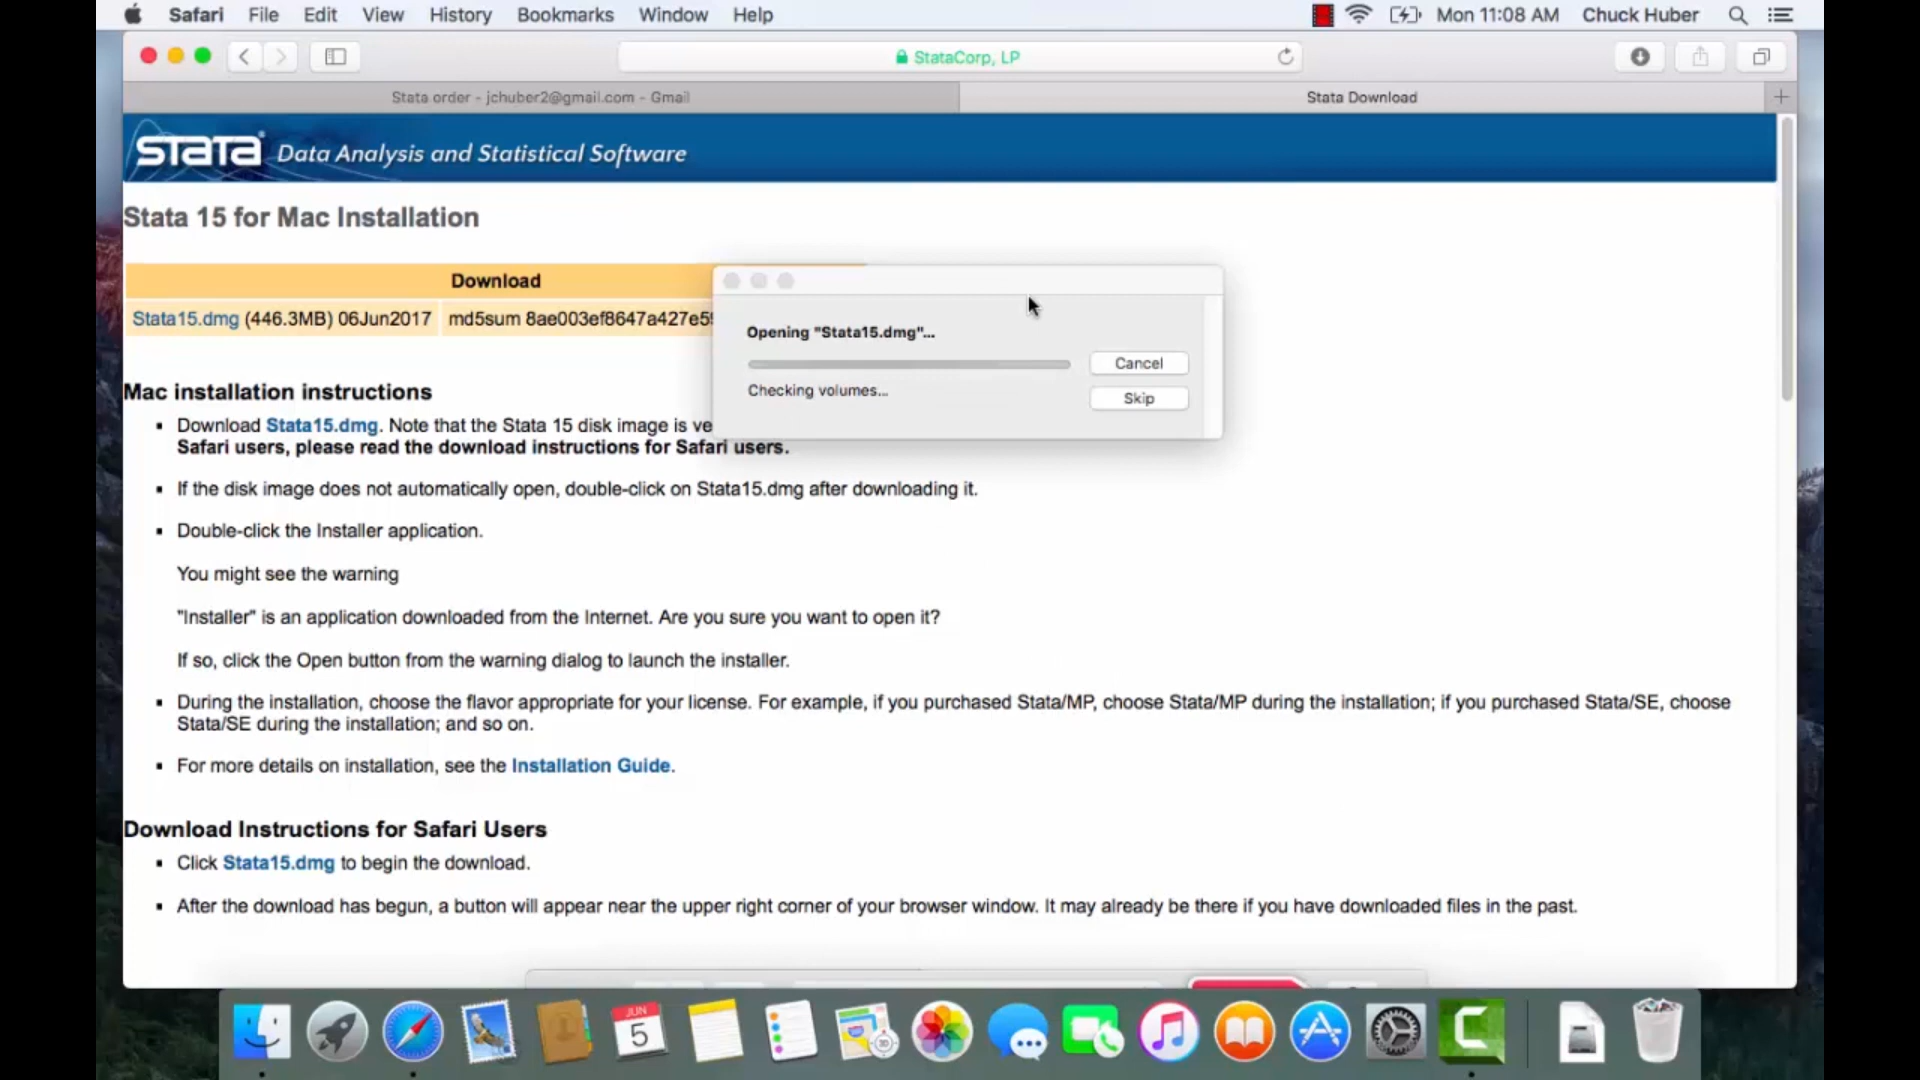 Safari File Edit View History Bookmarks Window Help Mon 11:08 AM Chuck Huber
StataCorp, LP
Stata order - jchuber2@gmail.com - Gmail
Stata Download
stata Data Analysis and Statistical Software
Stata 15 for Mac Installation
Download
Stata15.dmg (446.3MB) 06Jun2017
md5sum 8ae003ef8647a427e5
Opening "Stata15.dmg"...
Cancel
Checking volumes...
Skip
Mac installation instructions
▪ Download Stata15.dmg. Note that the Stata 15 disk image is ve
Safari users, please read the download instructions for Safari users.
▪ If the disk image does not automatically open, double-click on Stata15.dmg after downloading it.
▪ Double-click the Installer application.
You might see the warning
"Installer" is an application downloaded from the Internet. Are you sure you want to open it?
If so, click the Open button from the warning dialog to launch the installer.
▪ During the installation, choose the flavor appropriate for your license. For example, if you purchased Stata/MP, choose Stata/MP during the installation; if you purchased Stata/SE, choose
Stata/SE during the installation; and so on.
▪ For more details on installation, see the Installation Guide.
Download Instructions for Safari Users
▪ Click Stata15.dmg to begin the download.
▪ After the download has begun, a button will appear near the upper right corner of your browser window. It may already be there if you have downloaded files in the past.
JUN
5
3D